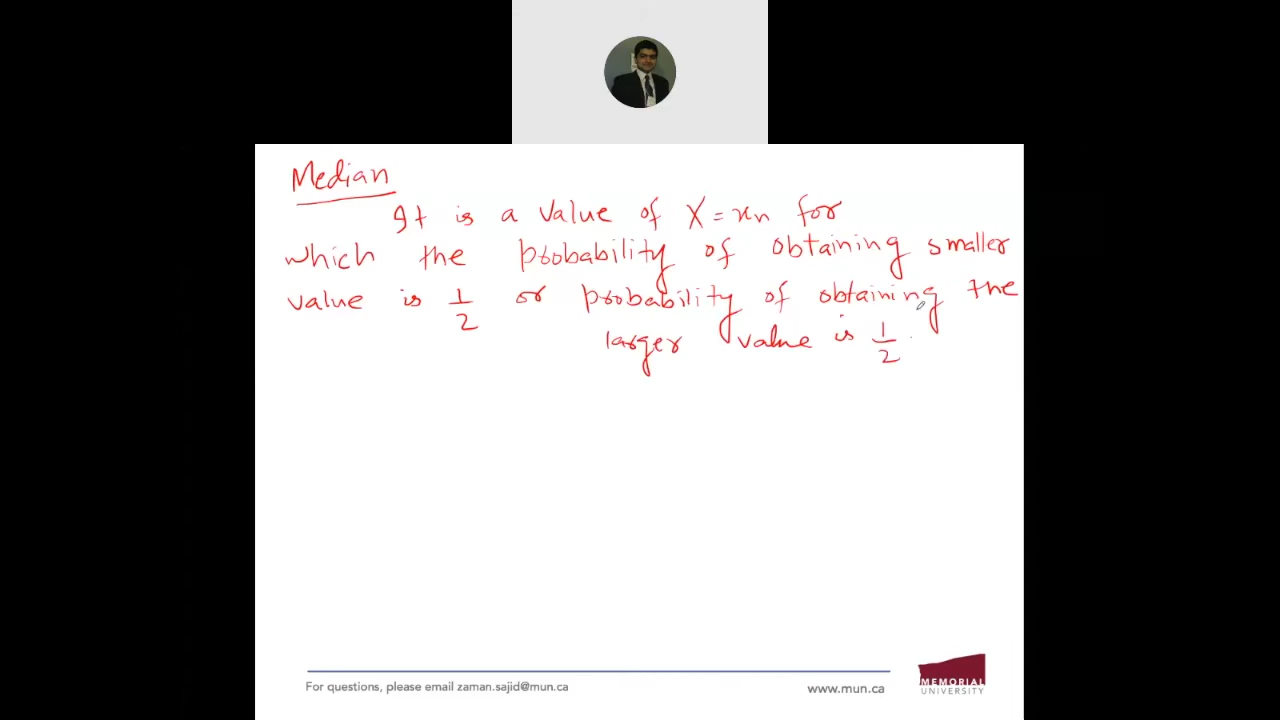 Median
It is a value of X = xn for
which the probability of obtaining smaller
value is 1/2 or probability of obtaining the
larger value is 1/2.
For questions, please email zaman.sajid@mun.ca
www.mun.ca
MEMORIAL
UNIVERSITY